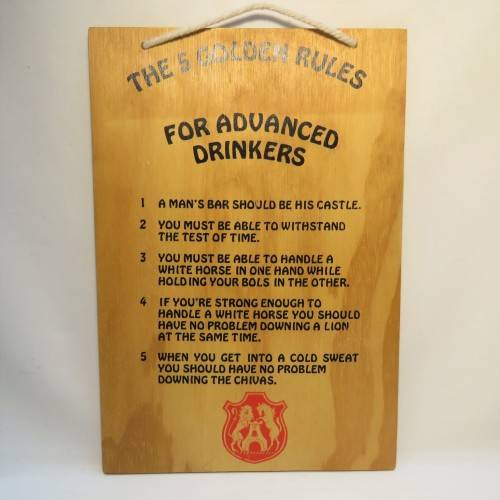 THE 5 GOLDEN RULES
FOR ADVANCED
DRINKERS
1 A MAN'S BAR SHOULD BE HIS CASTLE.
2 YOU MUST BE ABLE TO WITHSTAND
THE TEST OF TIME.
3 YOU MUST BE ABLE TO HANDLE A
WHITE HORSE IN ONE HAND WHILE
HOLDING YOUR BOLS IN THE OTHER.
4 IF YOU'RE STRONG ENOUGH TO
HANDLE A WHITE HORSE YOU SHOULD
HAVE NO PROBLEM DOWNING A LION
AT THE SAME TIME.
5 WHEN YOU GET INTO A COLD SWEAT
YOU SHOULD HAVE NO PROBLEM
DOWNING THE CHIVAS.